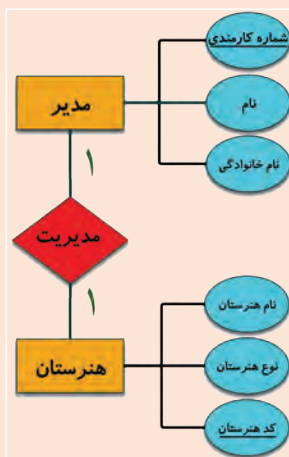 شماره کارمندی
مدیر
نام
نام خانوادگی
۱
مدیریت
۱
نام هنرستان
هنرستان
نوع هنرستان
کد هنرستان